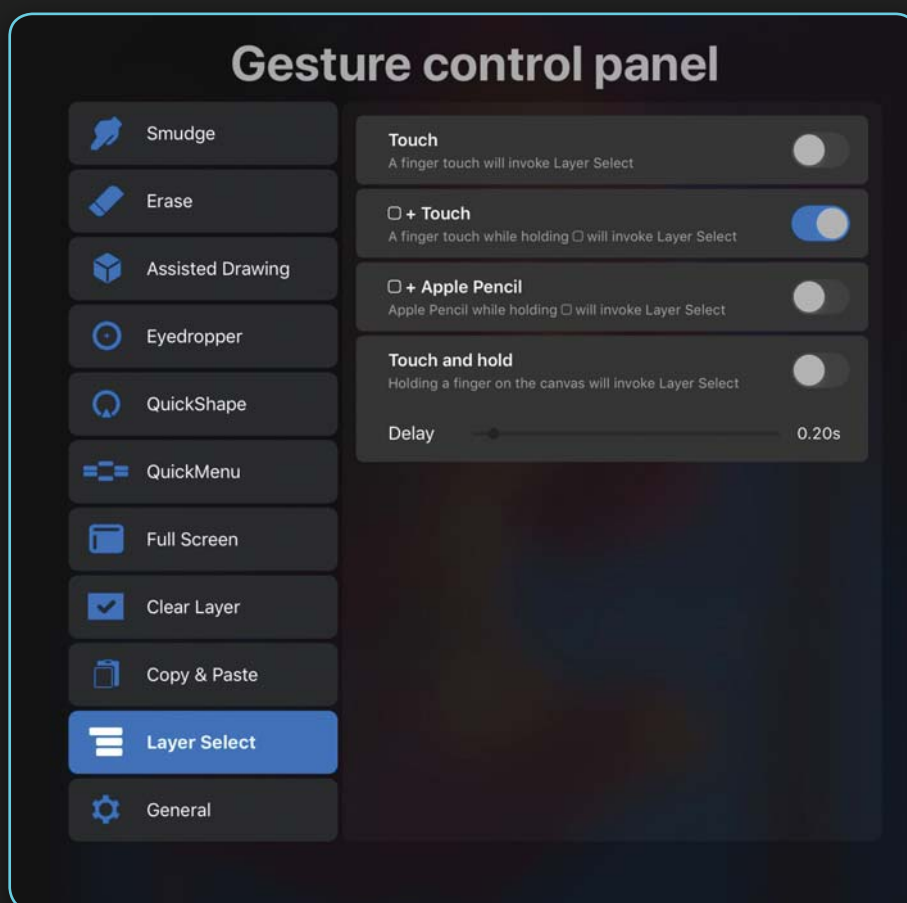 Gesture control panel
Smudge
Erase
Assisted Drawing
Eyedropper
QuickShape
QuickMenu
Full Screen
Clear Layer
Copy & Paste
Layer Select
General
Touch
A finger touch will invoke Layer Select
▢ + Touch
A finger touch while holding ▢ will invoke Layer Select
▢ + Apple Pencil
Apple Pencil while holding ▢ will invoke Layer Select
Touch and hold
Holding a finger on the canvas will invoke Layer Select
Delay 0.20s